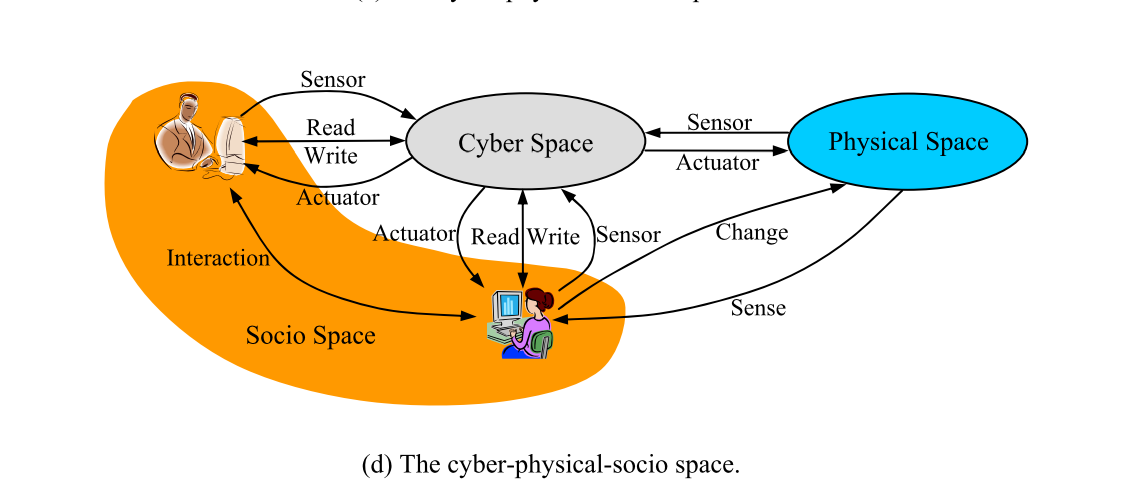 Sensor
Read
Write
Actuator
Cyber Space
Sensor
Actuator
Physical Space
Actuator
Read
Write
Sensor
Change
Sense
Interaction
Socio Space
(d) The cyber-physical-socio space.